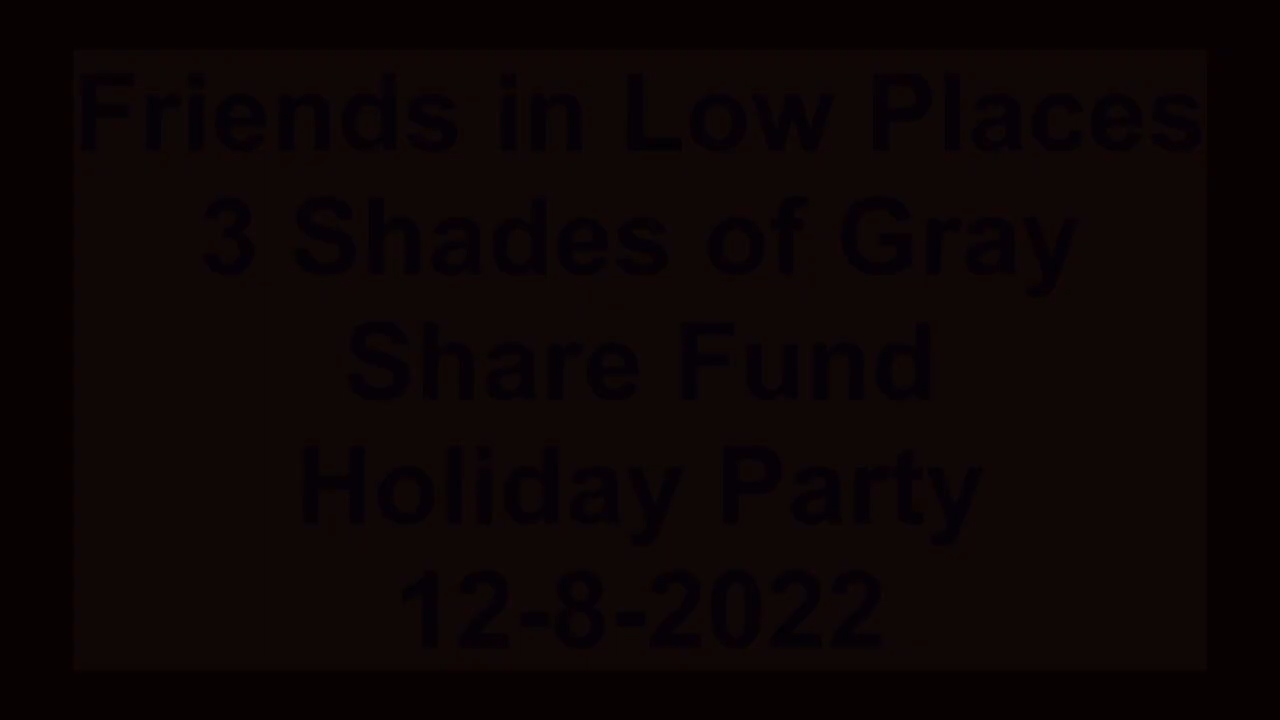 Friends in Low Places
3 Shades of Gray
Share Fund
Holiday Party
12-8-2022